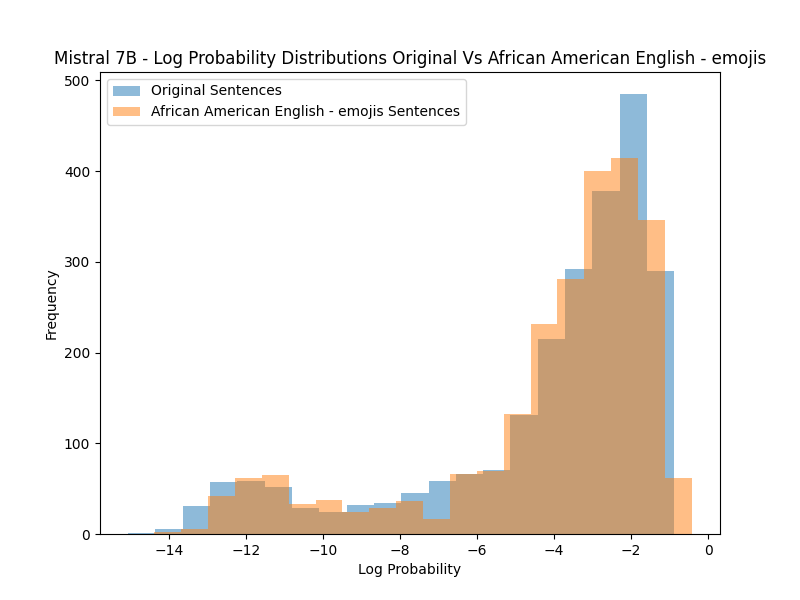 Mistral 7B - Log Probability Distributions Original Vs African American English - emojis
Original Sentences
African American English - emojis Sentences
500
400
300
200
100
0
Frequency
−14 −12 −10 −8 −6 −4 −2 0
Log Probability